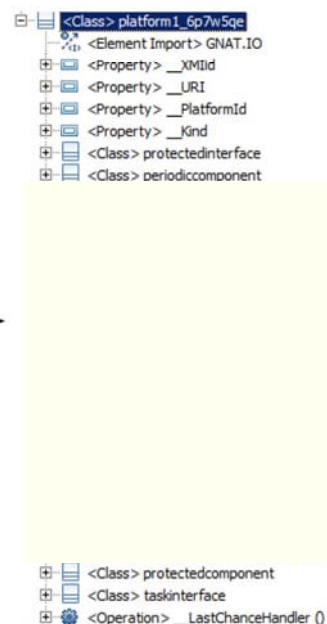 <Class> platform1_6p7w5qe
<Element Import> GNAT.IO
<Property> __XMIid
<Property> __URI
<Property> __PlatformId
<Property> __Kind
<Class> protectedinterface
<Class> periodiccomponent
<Class> protectedcomponent
<Class> taskinterface
<Operation> __LastChanceHandler ()